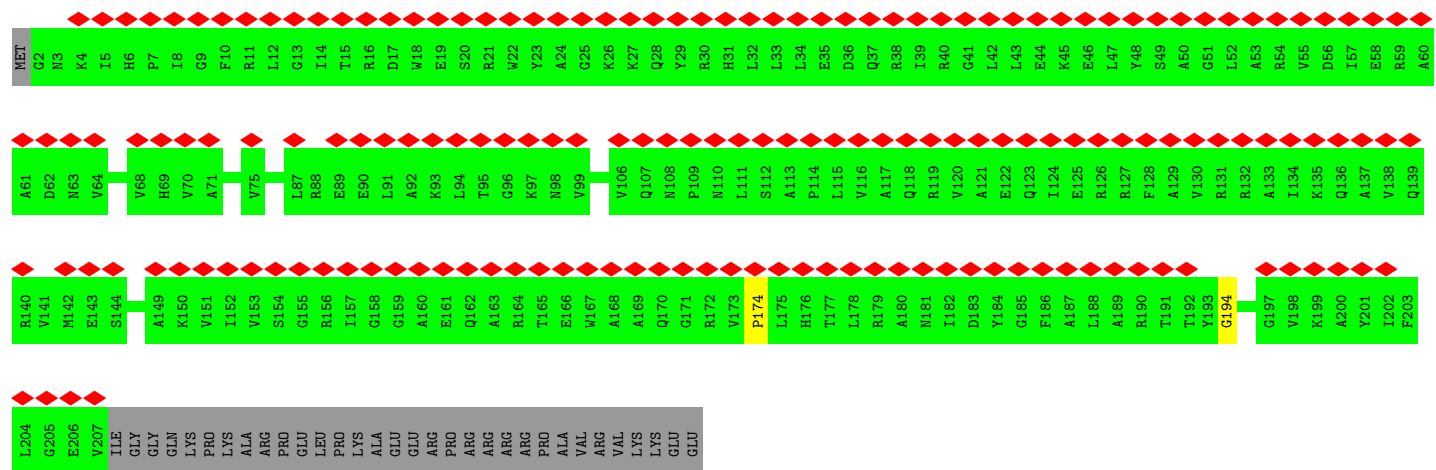 MET G2 N3 K4 I5 H6 P7 I8 G9 F10 R11 L12 G13 I14 T15 R16 D17 W18 E19 S20 R21 W22 Y23 A24 G25 K26 K27 Q28 Y29 R30 H31 L32 L33 L34 E35 D36 Q37 R38 I39 R40 G41 L42 L43 E44 K45 E46 L47 Y48 S49 A50 G51 L52 A53 R54 V55 D56 I57 E58 R59 A60
A61 D62 N63 V64 V68 H69 V70 A71 V75 L87 R88 E89 E90 L91 A92 K93 L94 T95 G96 K97 N98 V99 V106 Q107 N108 P109 N110 L111 S112 A113 P114 L115 V116 A117 Q118 R119 V120 A121 E122 Q123 I124 E125 R126 R127 F128 A129 V130 R131 R132 A133 I134 K135 Q136 A137 V138 Q139
R140 V141 M142 E143 S144 A149 K150 V151 I152 V153 S154 G155 R156 I157 G158 G159 A160 E161 Q162 A163 R164 T165 E166 W167 A168 A169 Q170 G171 R172 V173 P174 L175 H176 T177 L178 R179 A180 N181 I182 D183 Y184 G185 F186 A187 L188 A189 R190 T191 T192 Y193 G194 G197 V198 K199 A200 Y201 I202 F203
L204 G205 E206 V207 ILE GLY GLY GLN LYS PRO LYS ALA ARG PRO GLU LEU PRO LYS ALA GLU GLU ARG PRO ARG ARG ARG ARG PRO ALA VAL ARG VAL LYS LYS GLU GLU